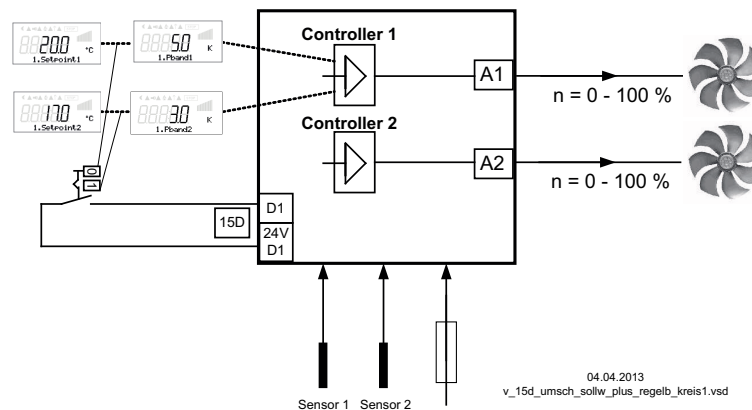 Controller 1
20.0 °C
1.Setpoint1
5.0 K
1.Pband1
A1
n = 0 - 100 %
17.0 °C
1.Setpoint2
3.0 K
1.Pband2
Controller 2
A2
n = 0 - 100 %
0
1
15D
D1
24V
D1
Sensor 1
Sensor 2
04.04.2013
v_15d_umsch_sollw_plus_regelb_kreis1.vsd